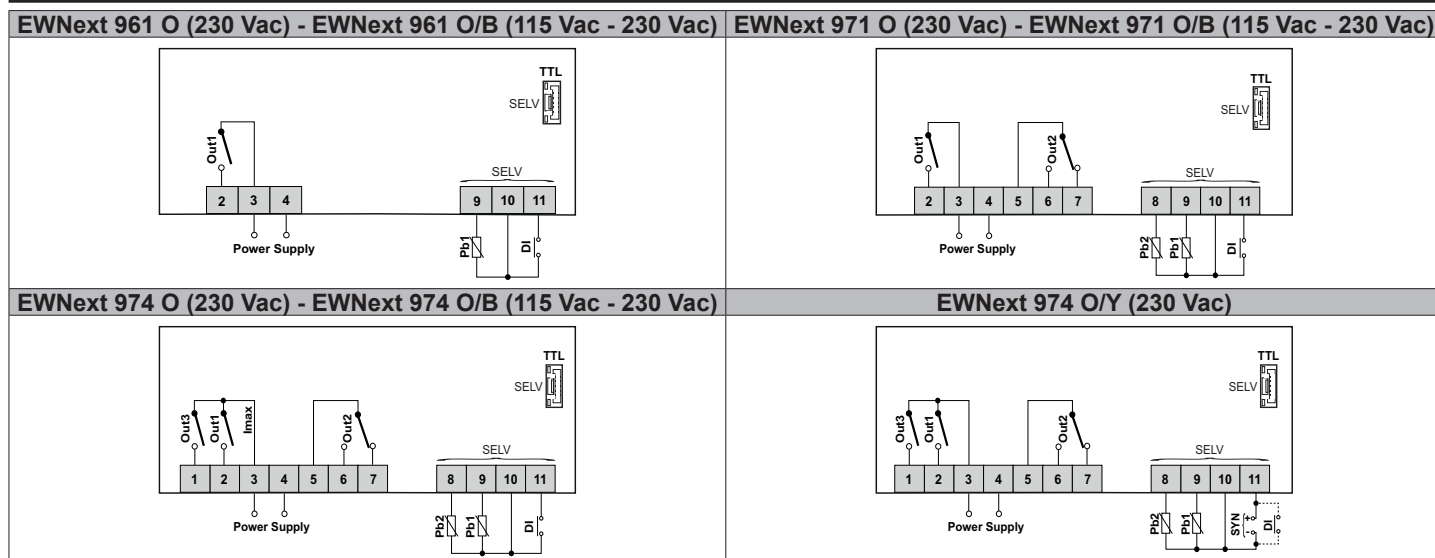 EWNext 961 O (230 Vac) - EWNext 961 O/B (115 Vac - 230 Vac)
TTL
SELV
Out1
SELV
2 3 4 9 10 11
Power Supply
Pb1 DI
EWNext 971 O (230 Vac) - EWNext 971 O/B (115 Vac - 230 Vac)
TTL
SELV
Out1 Out2
SELV
2 3 4 5 6 7 8 9 10 11
Power Supply
Pb2 Pb1 DI
EWNext 974 O (230 Vac) - EWNext 974 O/B (115 Vac - 230 Vac)
TTL
SELV
Out3 Out1 Imax Out2
SELV
1 2 3 4 5 6 7 8 9 10 11
Power Supply
Pb2 Pb1 DI
EWNext 974 O/Y (230 Vac)
TTL
SELV
Out3 Out1 Out2
SELV
1 2 3 4 5 6 7 8 9 10 11
Power Supply
Pb2 Pb1 SYN - + DI